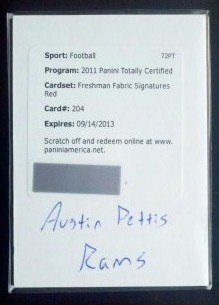 Sport: Football 72PT
Program: 2011 Panini Totally Certified
Cardset: Freshman Fabric Signatures
Red
Card#: 204
Expires: 09/14/2013
Scratch off and redeem online at www.
paniniamerica.net.
Austin Pettis
Rams